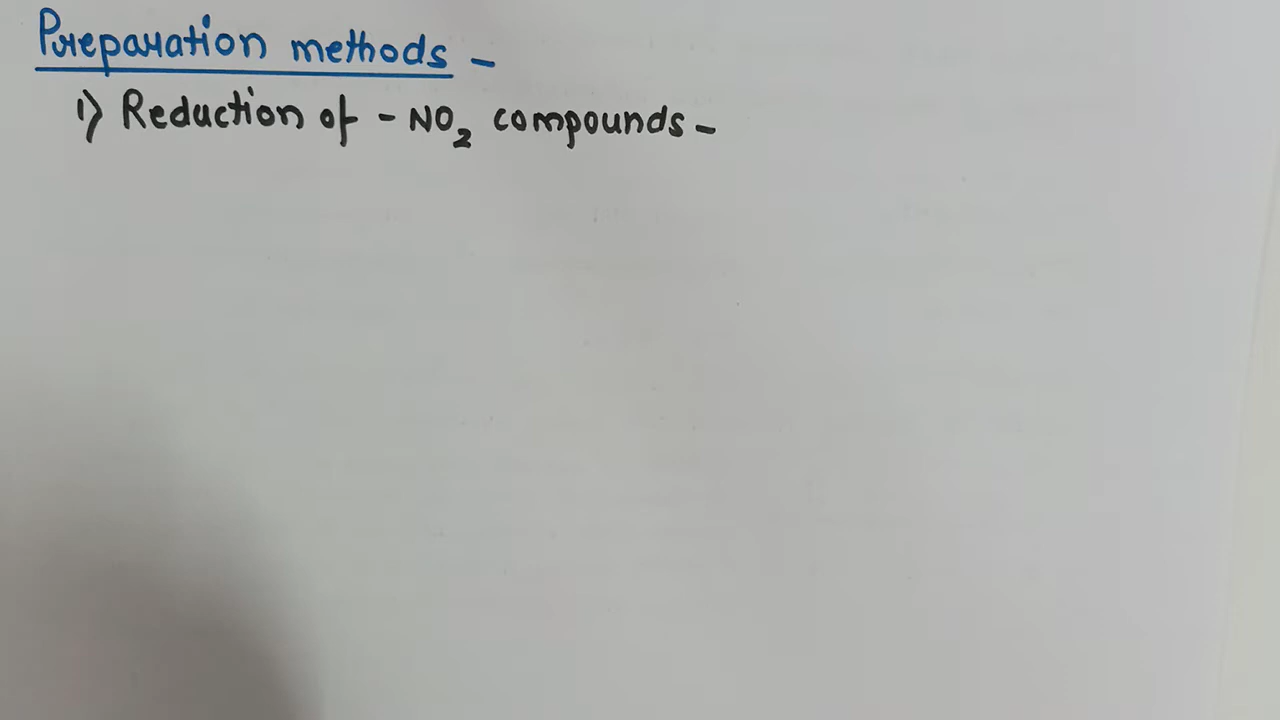 Preparation methods -
1) Reduction of - NO₂ compounds -